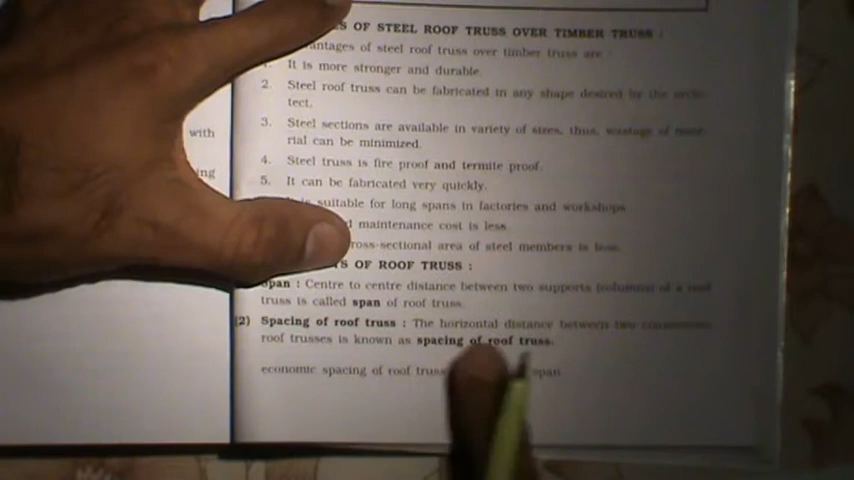 S OF STEEL ROOF TRUSS OVER TIMBER TRUSS :
antages of steel roof truss over timber truss are :
1. It is more stronger and durable.
2. Steel roof truss can be fabricated in any shape desired by the archi-
tect.
3. Steel sections are available in variety of sizes, thus, wastage of mate-
rial can be minimized.
with
4. Steel truss is fire proof and termite proof.
ing
5. It can be fabricated very quickly.
is suitable for long spans in factories and workshops
maintenance cost is less.
ross-sectional area of steel members is less.
S OF ROOF TRUSS :
Span : Centre to centre distance between two supports (columns) of a roof
truss is called span of roof truss.
(2) Spacing of roof truss : The horizontal distance between two consecutive
roof trusses is known as spacing of roof truss.
economic spacing of roof truss span